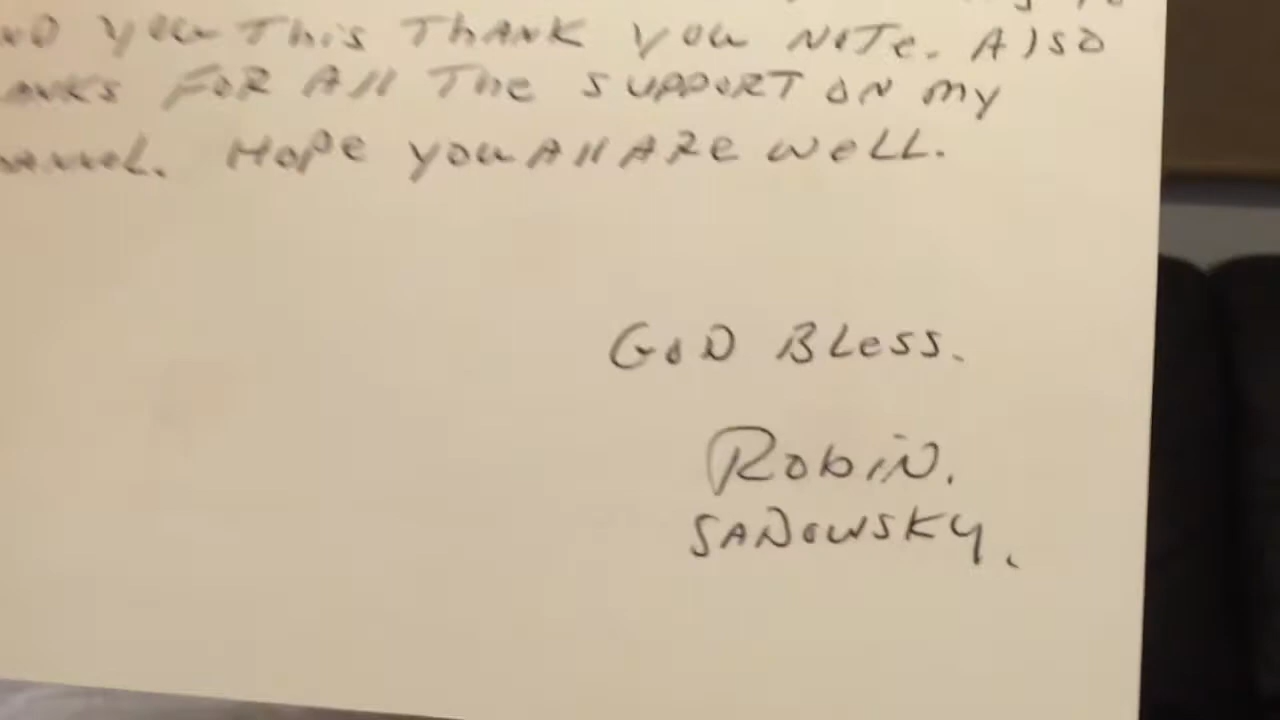 you This Thank you Note. Also
FOR All The SUPPORT ON my
Hope you All ARe WeLL.
GOD BLess.
RobiN.
SANOWSKY.